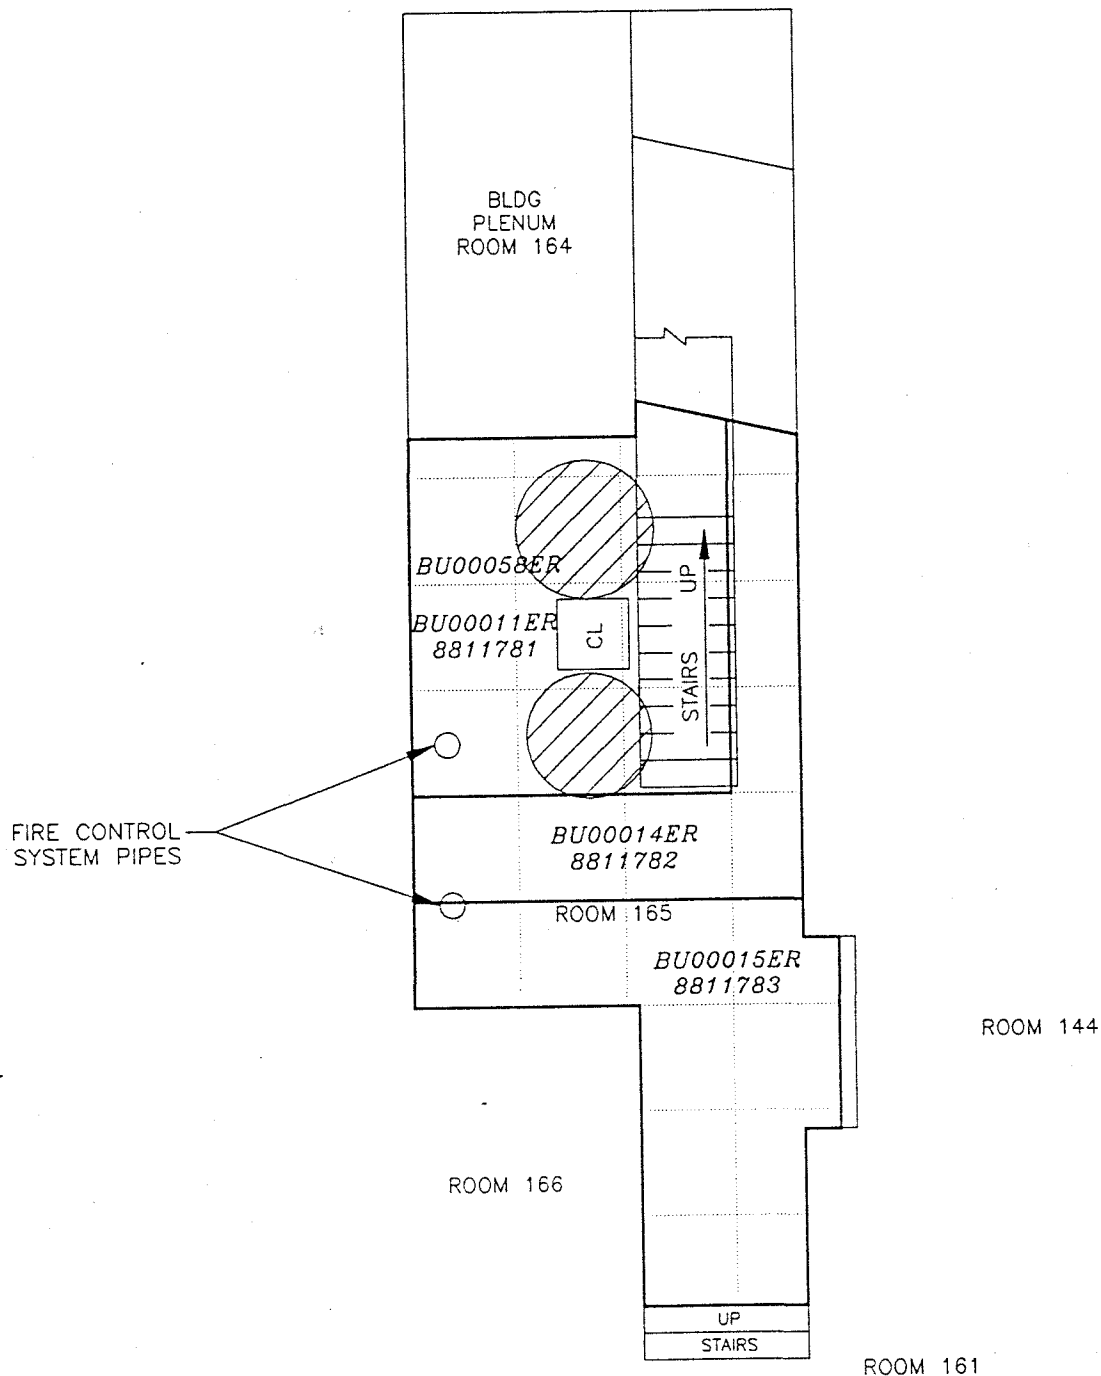 BLDG
PLENUM
ROOM 164
BU00058ER
BU00011ER
8811781
CL
UP
STAIRS
FIRE CONTROL
SYSTEM PIPES
BU00014ER
8811782
ROOM 165
BU00015ER
8811783
ROOM 144
ROOM 166
UP
STAIRS
ROOM 161